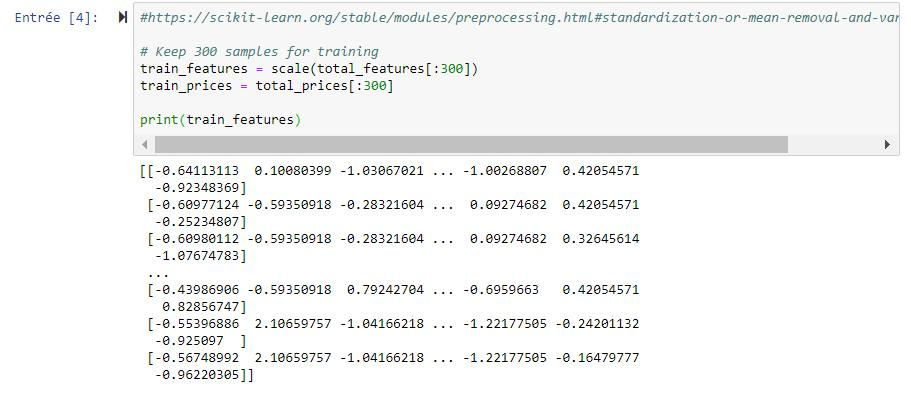 Entrée [4]:
#https://scikit-learn.org/stable/modules/preprocessing.html#standardization-or-mean-removal-and-var
# Keep 300 samples for training
train_features = scale(total_features[:300])
train_prices = total_prices[:300]
print(train_features)
[[-0.64113113  0.10080399 -1.03067021 ... -1.00268807  0.42054571
  -0.92348369]
 [-0.60977124 -0.59350918 -0.28321604 ...  0.09274682  0.42054571
  -0.25234807]
 [-0.60980112 -0.59350918 -0.28321604 ...  0.09274682  0.32645614
  -1.07674783]
 ...
 [-0.43986906 -0.59350918  0.79242704 ... -0.6959663   0.42054571
   0.82856747]
 [-0.55396886  2.10659757 -1.04166218 ... -1.22177505 -0.24201132
  -0.925097  ]
 [-0.56748992  2.10659757 -1.04166218 ... -1.22177505 -0.16479777
  -0.96220305]]